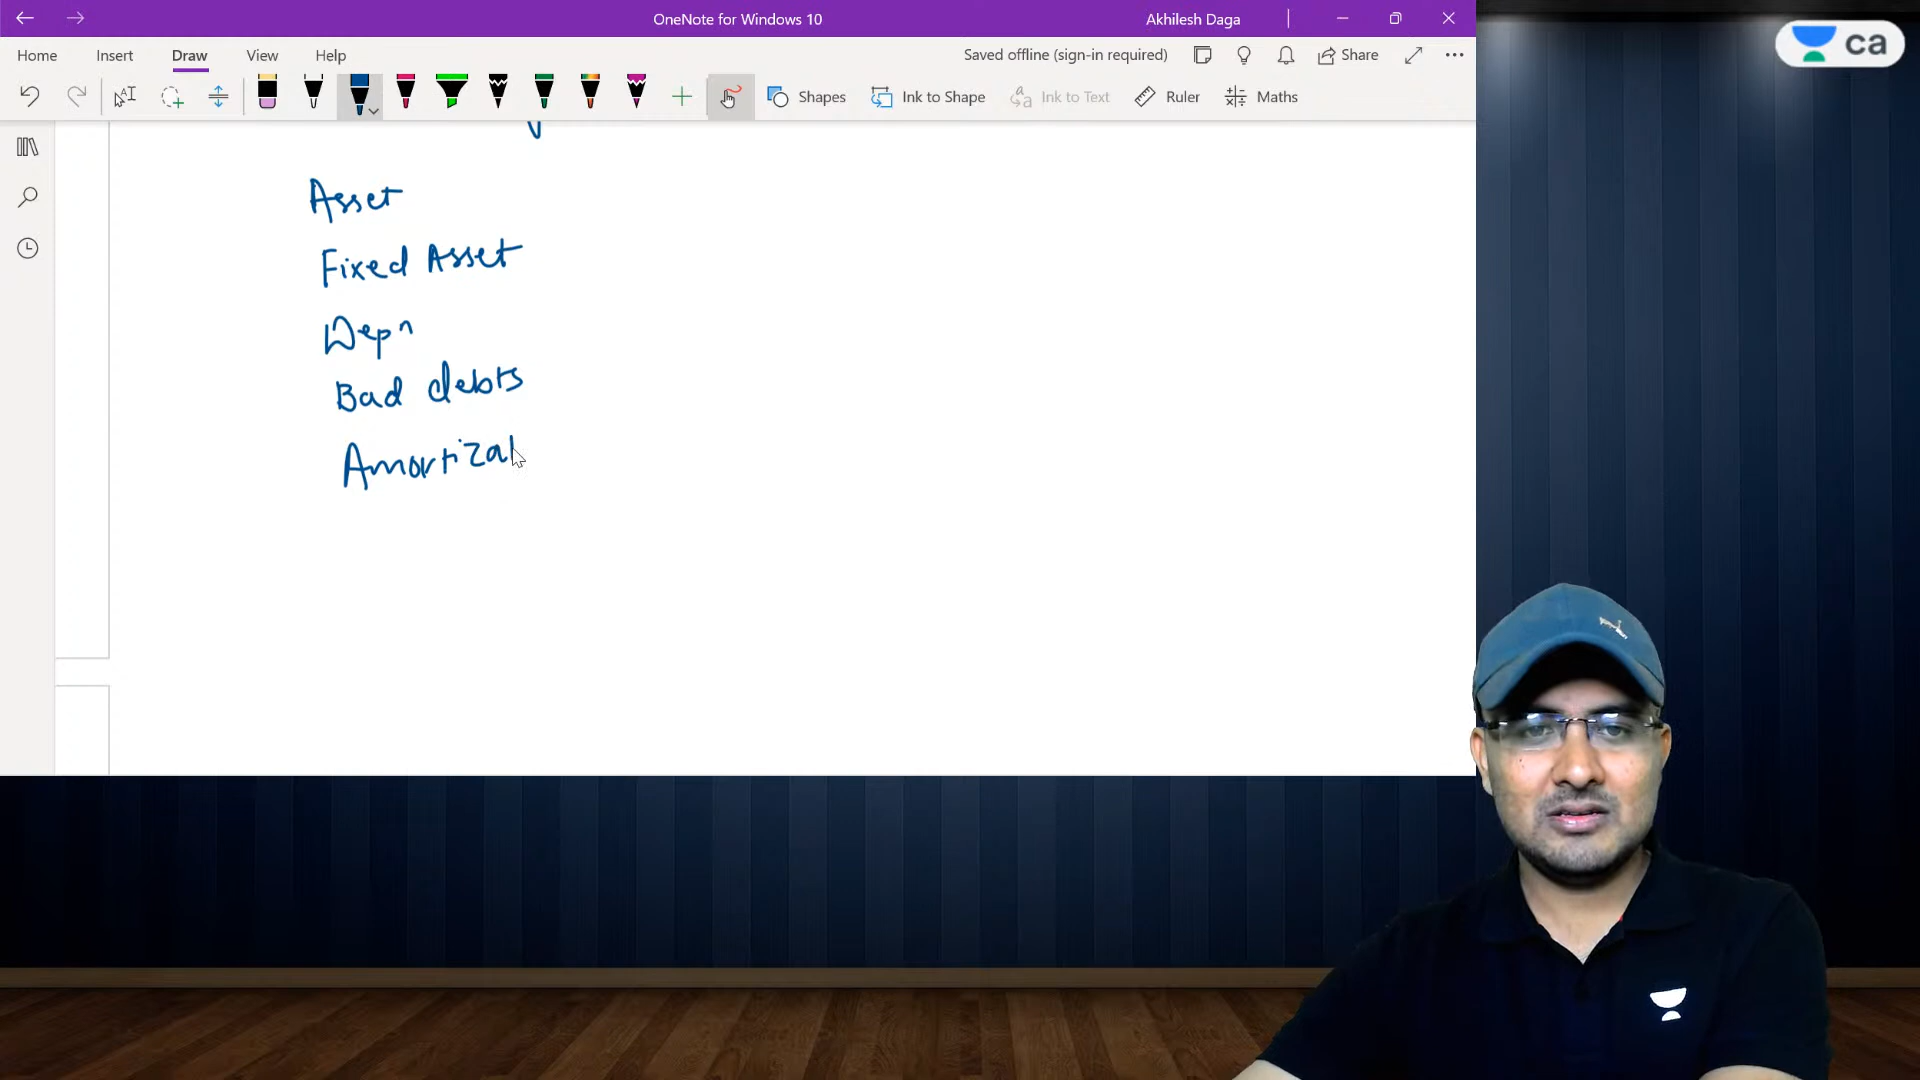 OneNote for Windows 10 Akhilesh Daga
ca
Home Insert Draw View Help Saved offline (sign-in required) Share
Shapes Ink to Shape Ink to Text Ruler Maths
Asset
Fixed Asset
Depn
Bad debts
Amortizat